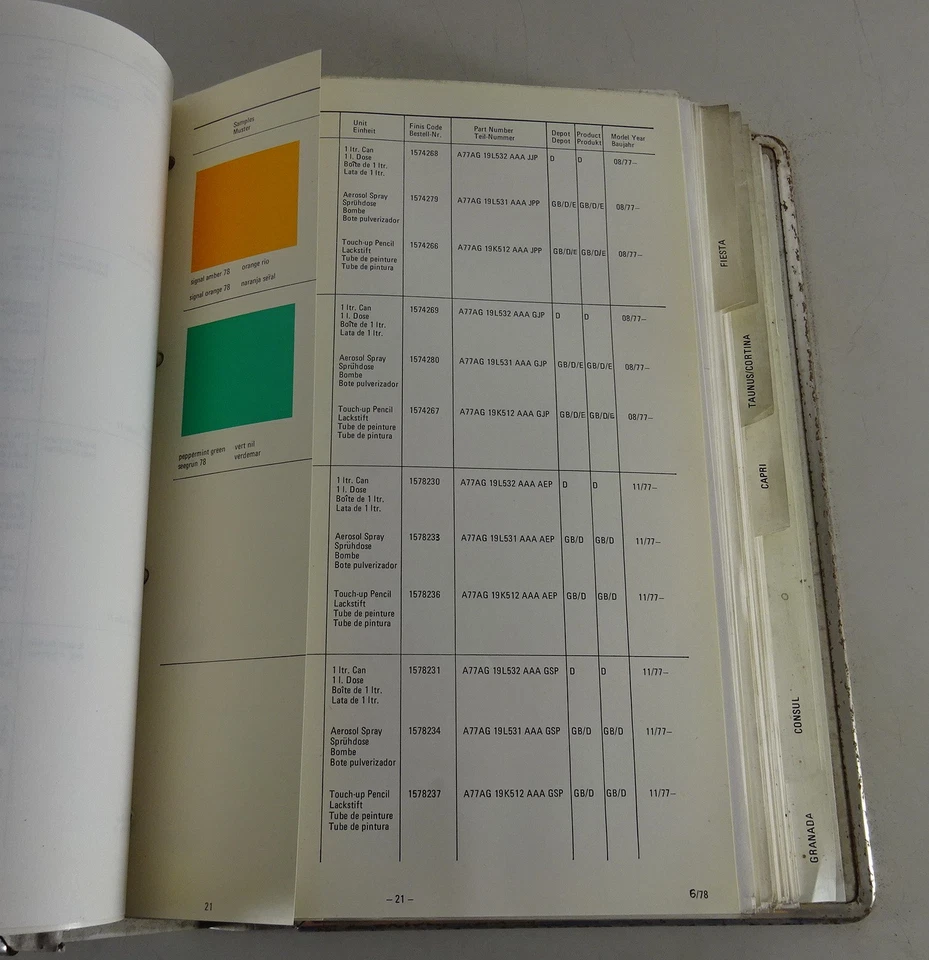 Samples
Muster
signal amber 78 orange rio
signal orange 78 naranja señal
peppermint green vert nil
seegrun 78 verdemar
21
Unit Finis Code Part Number Depot Product Model Year
Einheit Bestell-Nr. Teil-Nummer Depot Produkt Baujahr
1 ltr. Can 1574268 A77AG 19L532 AAA JJP D D 08/77–
1 l. Dose
Boîte de 1 ltr.
Lata de 1 ltr.
Aerosol Spray 1574279 A77AG 19L531 AAA JPP GB/D/E GB/D/E 08/77–
Sprühdose
Bombe
Bote pulverizador
Touch-up Pencil 1574266 A77AG 19K512 AAA JPP GB/D/E GB/D/E 08/77–
Lackstift
Tube de peinture
Tube de pintura
1 ltr. Can 1574269 A77AG 19L532 AAA GJP D D 08/77–
1 l. Dose
Boîte de 1 ltr.
Lata de 1 ltr.
Aerosol Spray 1574280 A77AG 19L531 AAA GJP GB/D/E GB/D/E 08/77–
Sprühdose
Bombe
Bote pulverizador
Touch-up Pencil 1574267 A77AG 19K512 AAA GJP GB/D/E GB/D/E 08/77–
Lackstift
Tube de peinture
Tube de pintura
1 ltr. Can 1578230 A77AG 19L532 AAA AEP D D 11/77–
1 l. Dose
Boîte de 1 ltr.
Lata de 1 ltr.
Aerosol Spray 1578233 A77AG 19L531 AAA AEP GB/D GB/D 11/77–
Sprühdose
Bombe
Bote pulverizador
Touch-up Pencil 1578236 A77AG 19K512 AAA AEP GB/D GB/D 11/77–
Lackstift
Tube de peinture
Tube de pintura
1 ltr. Can 1578231 A77AG 19L532 AAA GSP D D 11/77–
1 l. Dose
Boîte de 1 ltr.
Lata de 1 ltr.
Aerosol Spray 1578234 A77AG 19L531 AAA GSP GB/D GB/D 11/77–
Sprühdose
Bombe
Bote pulverizador
Touch-up Pencil 1578237 A77AG 19K512 AAA GSP GB/D GB/D 11/77–
Lackstift
Tube de peinture
Tube de pintura
– 21 –
6/78
FIESTA
TAUNUS/CORTINA
CAPRI
CONSUL
GRANADA